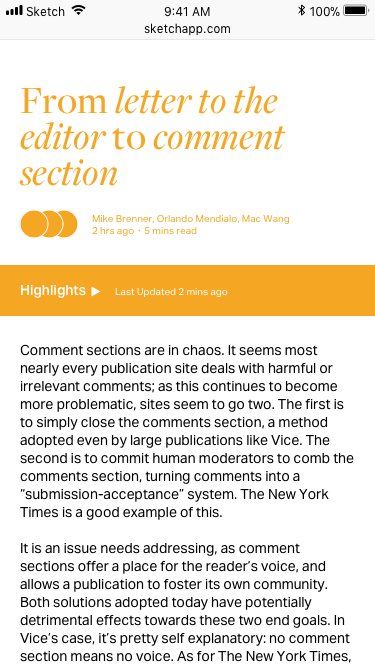 Sketch 9:41 AM 100%
sketchapp.com
From letter to the
editor to comment
section
Mike Brenner, Orlando Mendialo, Mac Wang
2 hrs ago · 5 mins read
Highlights ▶ Last Updated 2 mins ago
Comment sections are in chaos. It seems most
nearly every publication site deals with harmful or
irrelevant comments; as this continues to become
more problematic, sites seem to go two. The first is
to simply close the comments section, a method
adopted even by large publications like Vice. The
second is to commit human moderators to comb the
comments section, turning comments into a
“submission-acceptance” system. The New York
Times is a good example of this.
It is an issue needs addressing, as comment
sections offer a place for the reader’s voice, and
allows a publication to foster its own community.
Both solutions adopted today have potentially
detrimental effects towards these two end goals. In
Vice’s case, it’s pretty self explanatory: no comment
section means no voice. As for The New York Times,